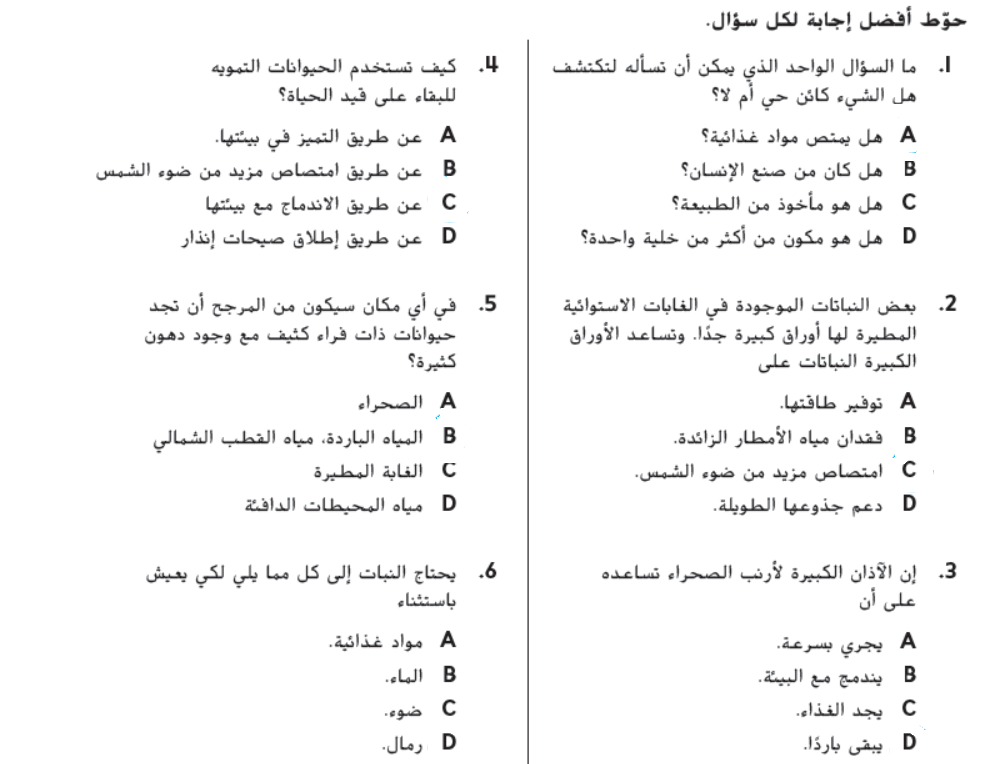 حوّط أفضل إجابة لكل سؤال.
1. ما السؤال الواحد الذي يمكن أن تسأله لتكتشف
هل الشيء كائن حي أم لا؟
A هل يمتص مواد غذائية؟
B هل كان من صنع الإنسان؟
C هل هو مأخوذ من الطبيعة؟
D هل هو مكون من أكثر من خلية واحدة؟
2. بعض النباتات الموجودة في الغابات الاستوائية
المطيرة لها أوراق كبيرة جدًا. وتساعد الأوراق
الكبيرة النباتات على
A توفير طاقتها.
B فقدان مياه الأمطار الزائدة.
C امتصاص مزيد من ضوء الشمس.
D دعم جذوعها الطويلة.
3. إن الآذان الكبيرة لأرنب الصحراء تساعده
على أن
A يجري بسرعة.
B يندمج مع البيئة.
C يجد الغذاء.
D يبقى باردًا.
4. كيف تستخدم الحيوانات التمويه
للبقاء على قيد الحياة؟
A عن طريق التميز في بيئتها.
B عن طريق امتصاص مزيد من ضوء الشمس
C عن طريق الاندماج مع بيئتها
D عن طريق إطلاق صيحات إنذار
5. في أي مكان سيكون من المرجح أن تجد
حيوانات ذات فراء كثيف مع وجود دهون
كثيرة؟
A الصحراء
B المياه الباردة، مياه القطب الشمالي
C الغابة المطيرة
D مياه المحيطات الدافئة
6. يحتاج النبات إلى كل مما يلي لكي يعيش
باستثناء
A مواد غذائية.
B الماء.
C ضوء.
D رمال.